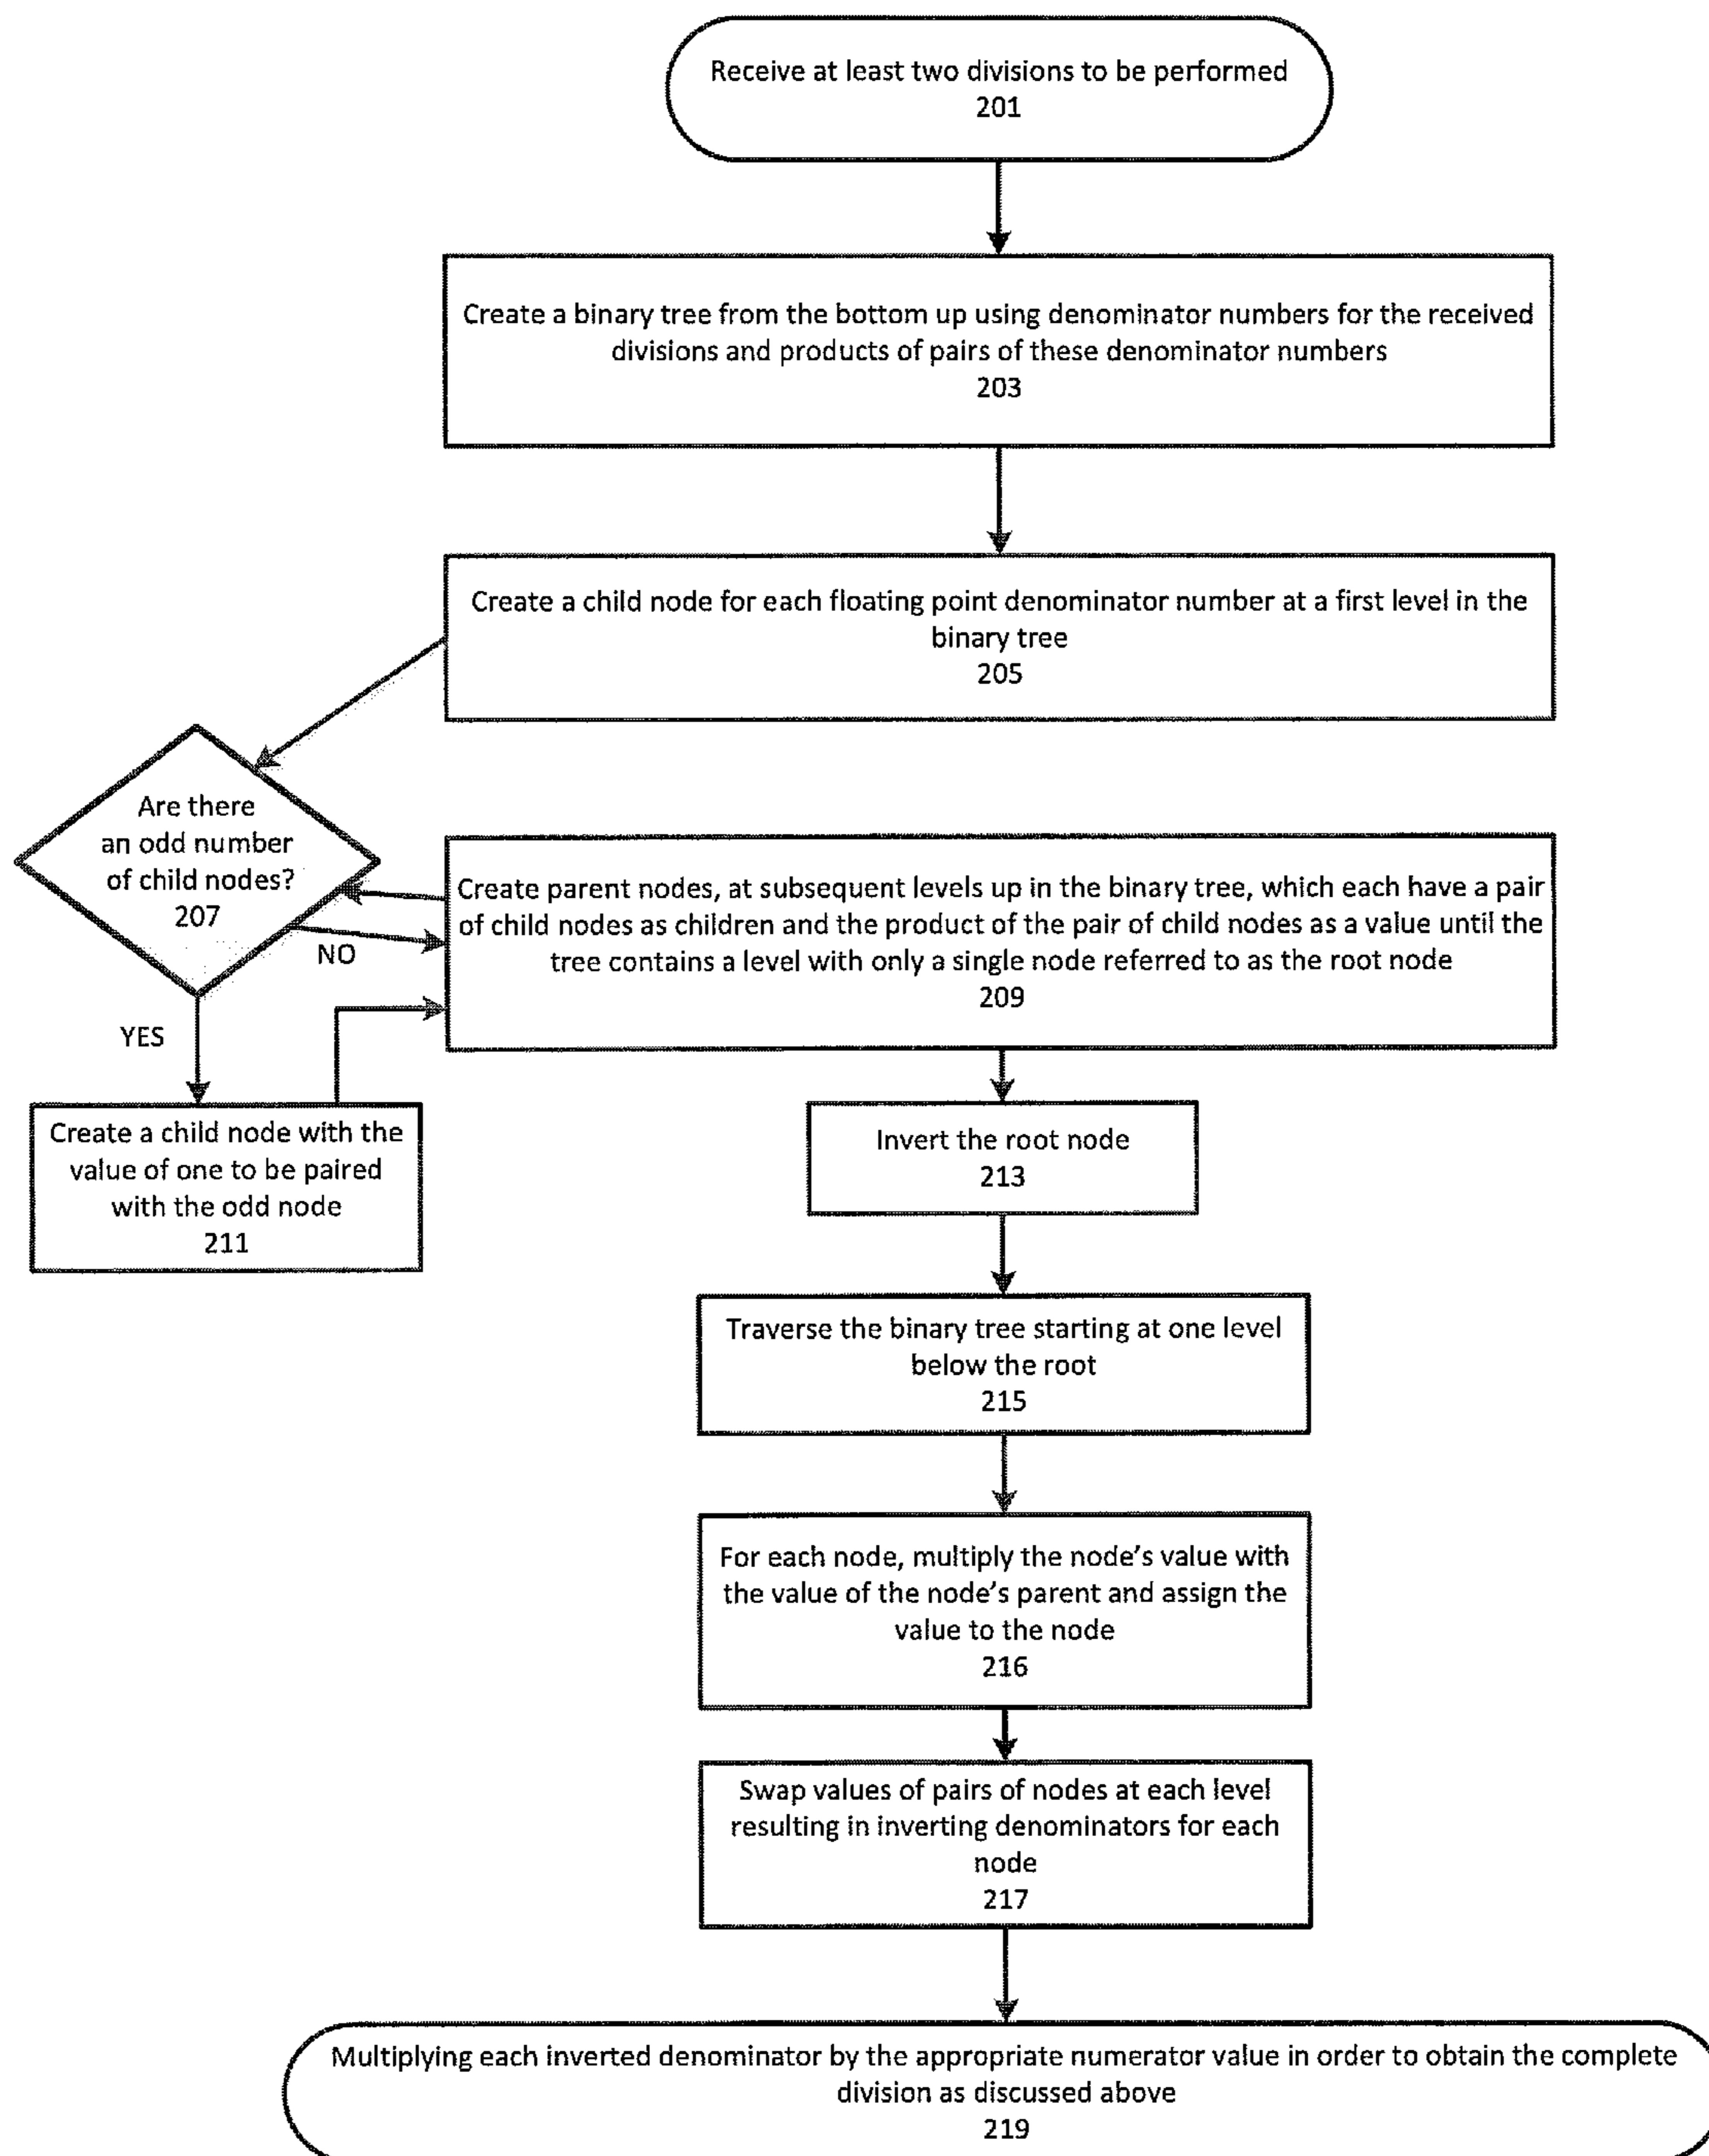 Receive at least two divisions to be performed
201
Create a binary tree from the bottom up using denominator numbers for the received
divisions and products of pairs of these denominator numbers
203
Create a child node for each floating point denominator number at a first level in the
binary tree
205
Are there
an odd number
of child nodes?
207
NO
YES
Create parent nodes, at subsequent levels up in the binary tree, which each have a pair
of child nodes as children and the product of the pair of child nodes as a value until the
tree contains a level with only a single node referred to as the root node
209
Create a child node with the
value of one to be paired
with the odd node
211
Invert the root node
213
Traverse the binary tree starting at one level
below the root
215
For each node, multiply the node's value with
the value of the node's parent and assign the
value to the node
216
Swap values of pairs of nodes at each level
resulting in inverting denominators for each
node
217
Multiplying each inverted denominator by the appropriate numerator value in order to obtain the complete
division as discussed above
219